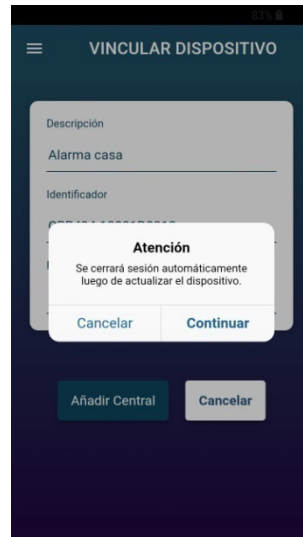 83%
VINCULAR DISPOSITIVO
Descripción
Alarma casa
Identificador
Atención
Se cerrará sesión automáticamente
luego de actualizar el dispositivo.
Cancelar Continuar
Añadir Central Cancelar